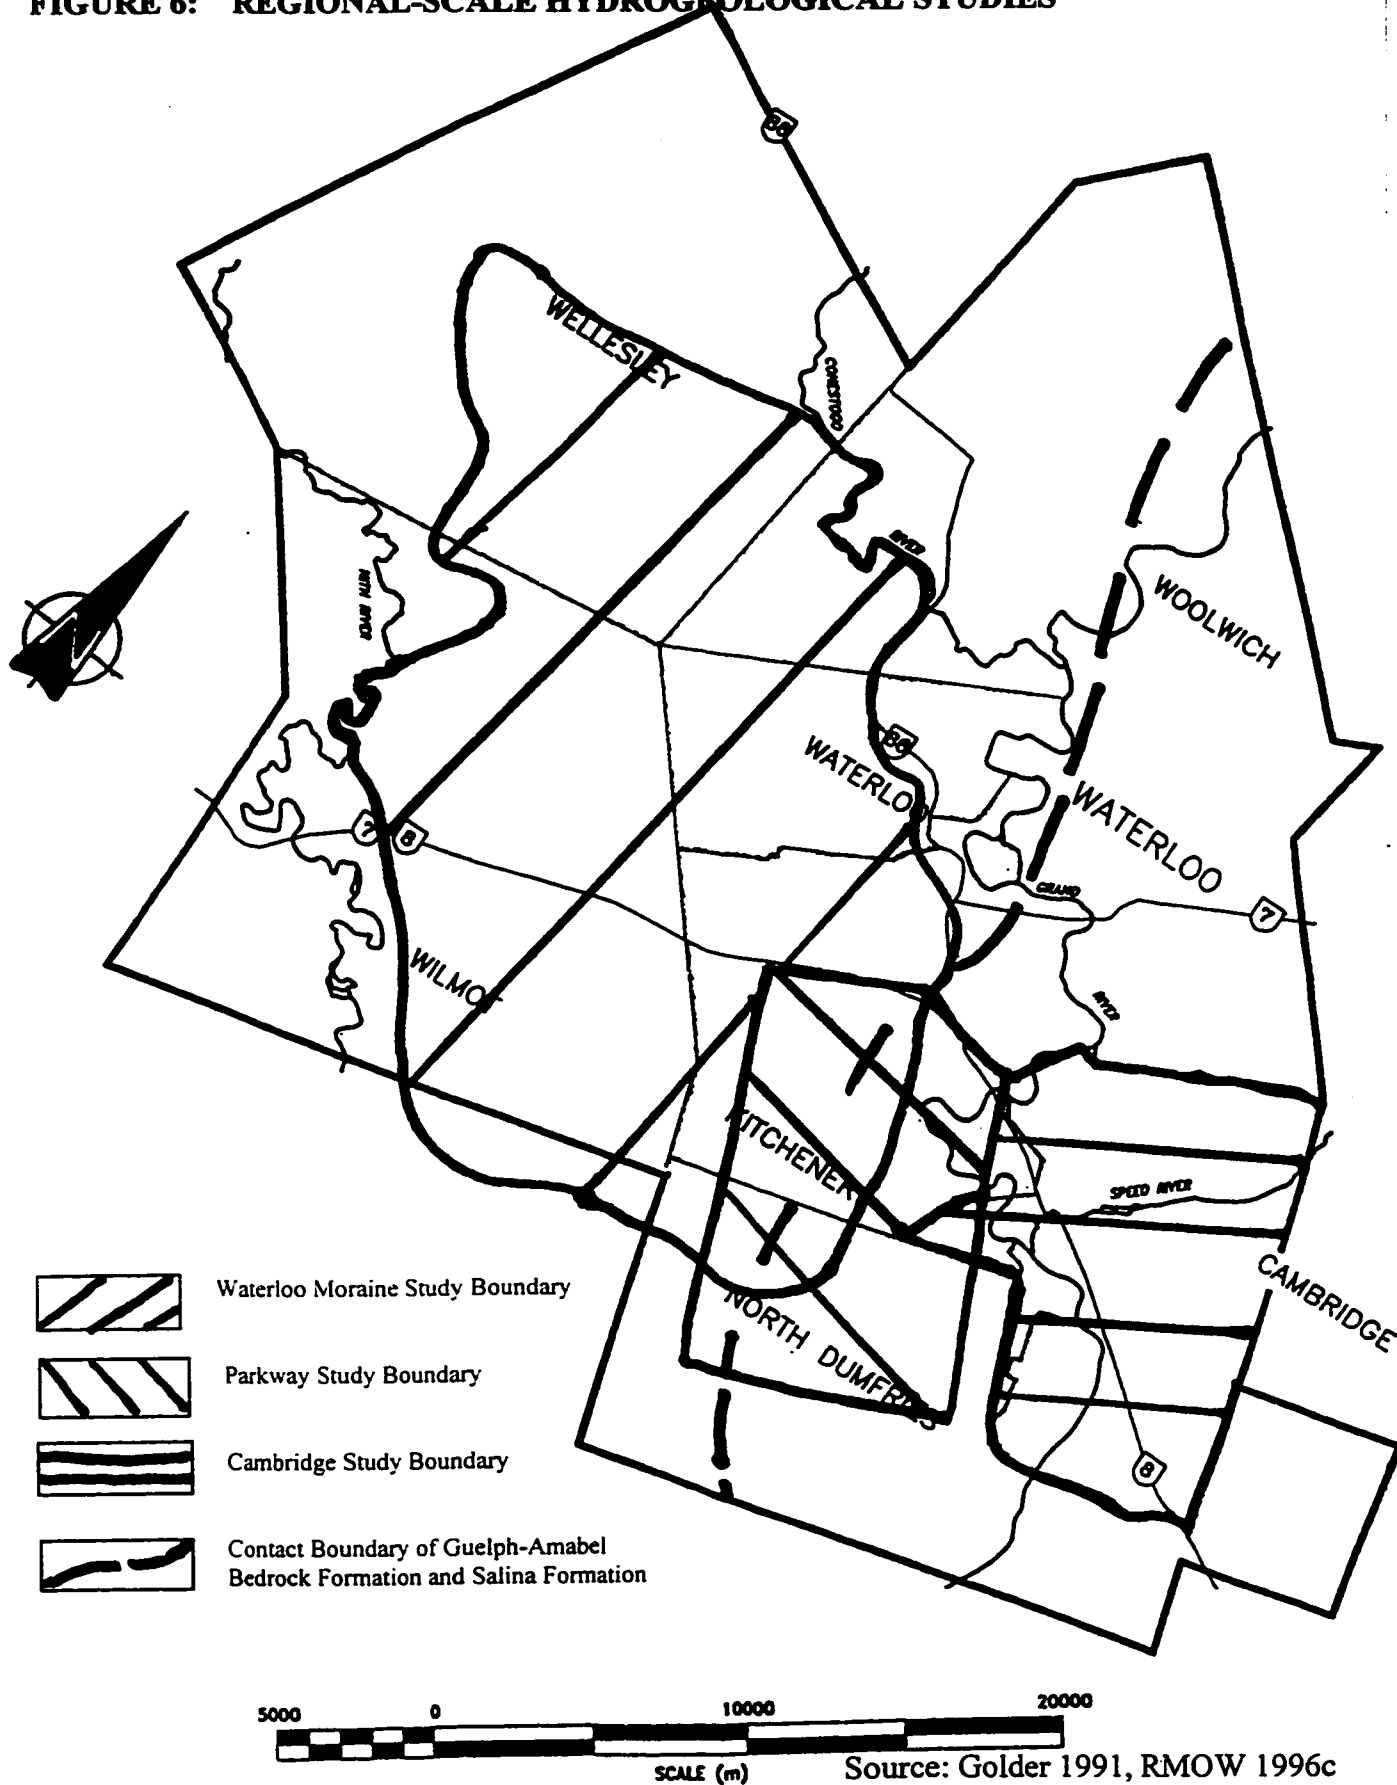 FIGURE 6: REGIONAL-SCALE HYDROGEOLOGICAL STUDIES
86
WELLESLEY
CONESTOGO
RIVER
NITH RIVER
WOOLWICH
86
WATERLOO
WATERLOO
7
8
GRAND
7
WILMOT
RIVER
KITCHENER
SPEED RIVER
CAMBRIDGE
NORTH DUMFRIES
8
Waterloo Moraine Study Boundary
Parkway Study Boundary
Cambridge Study Boundary
Contact Boundary of Guelph-Amabel
Bedrock Formation and Salina Formation
5000 0 10000 20000
SCALE (m)
Source: Golder 1991, RMOW 1996c